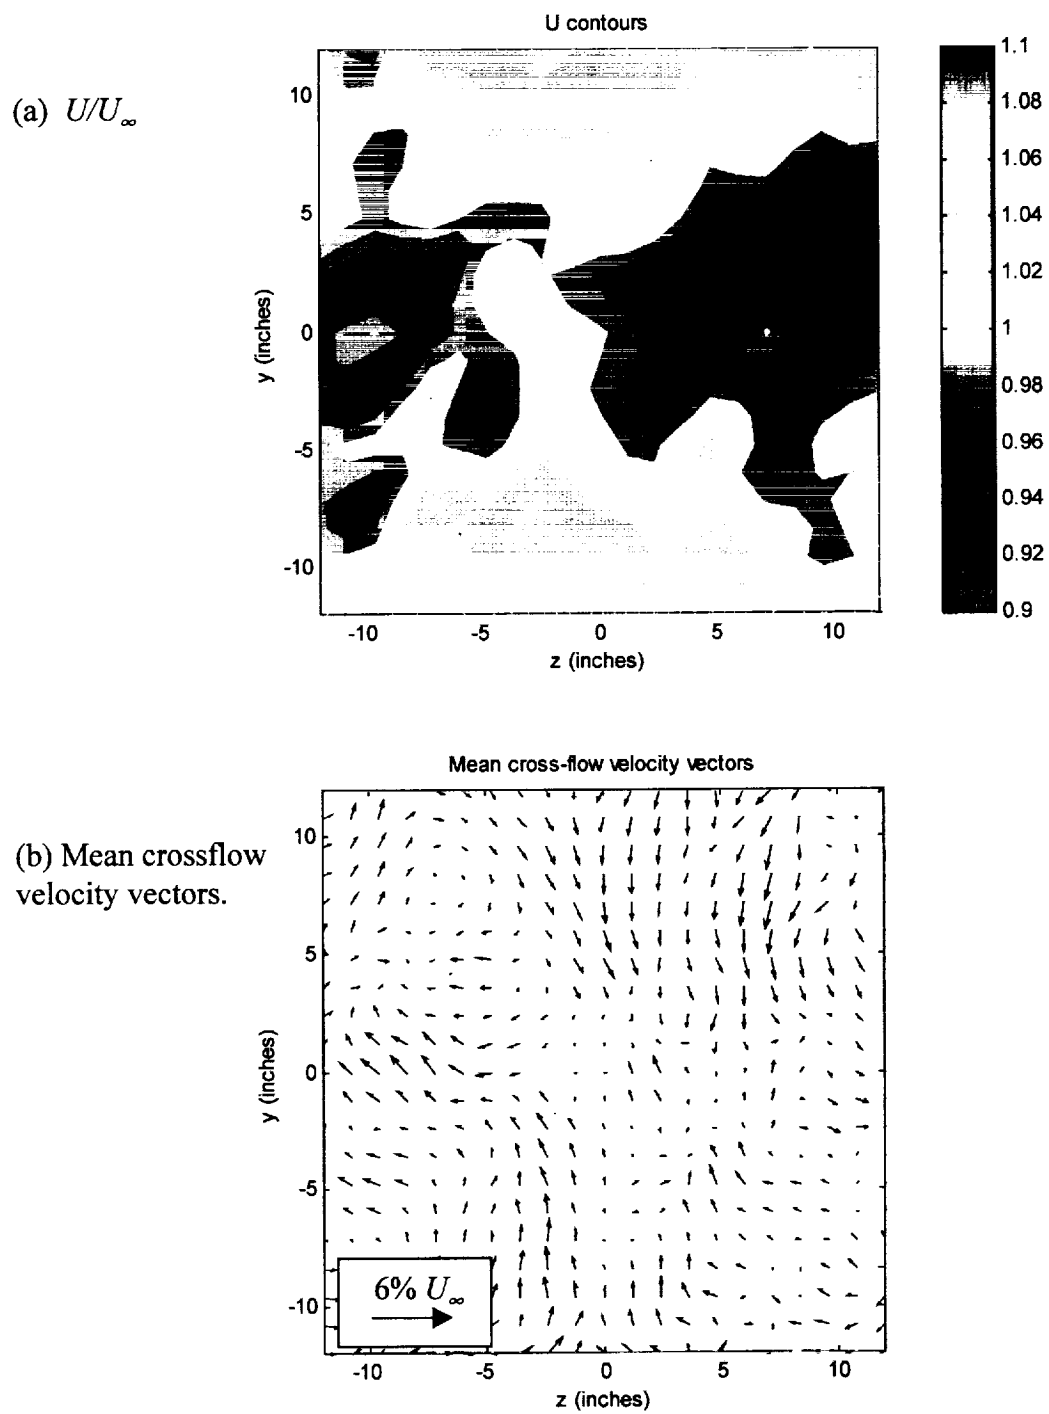 U contours
(a) U/U∞
10
5
0
-5
-10
y (inches)
-10 -5 0 5 10
z (inches)
1.1
1.08
1.06
1.04
1.02
1
0.98
0.96
0.94
0.92
0.9
Mean cross-flow velocity vectors
(b) Mean crossflow
velocity vectors.
10
5
0
-5
-10
y (inches)
6% U∞
-10 -5 0 5 10
z (inches)